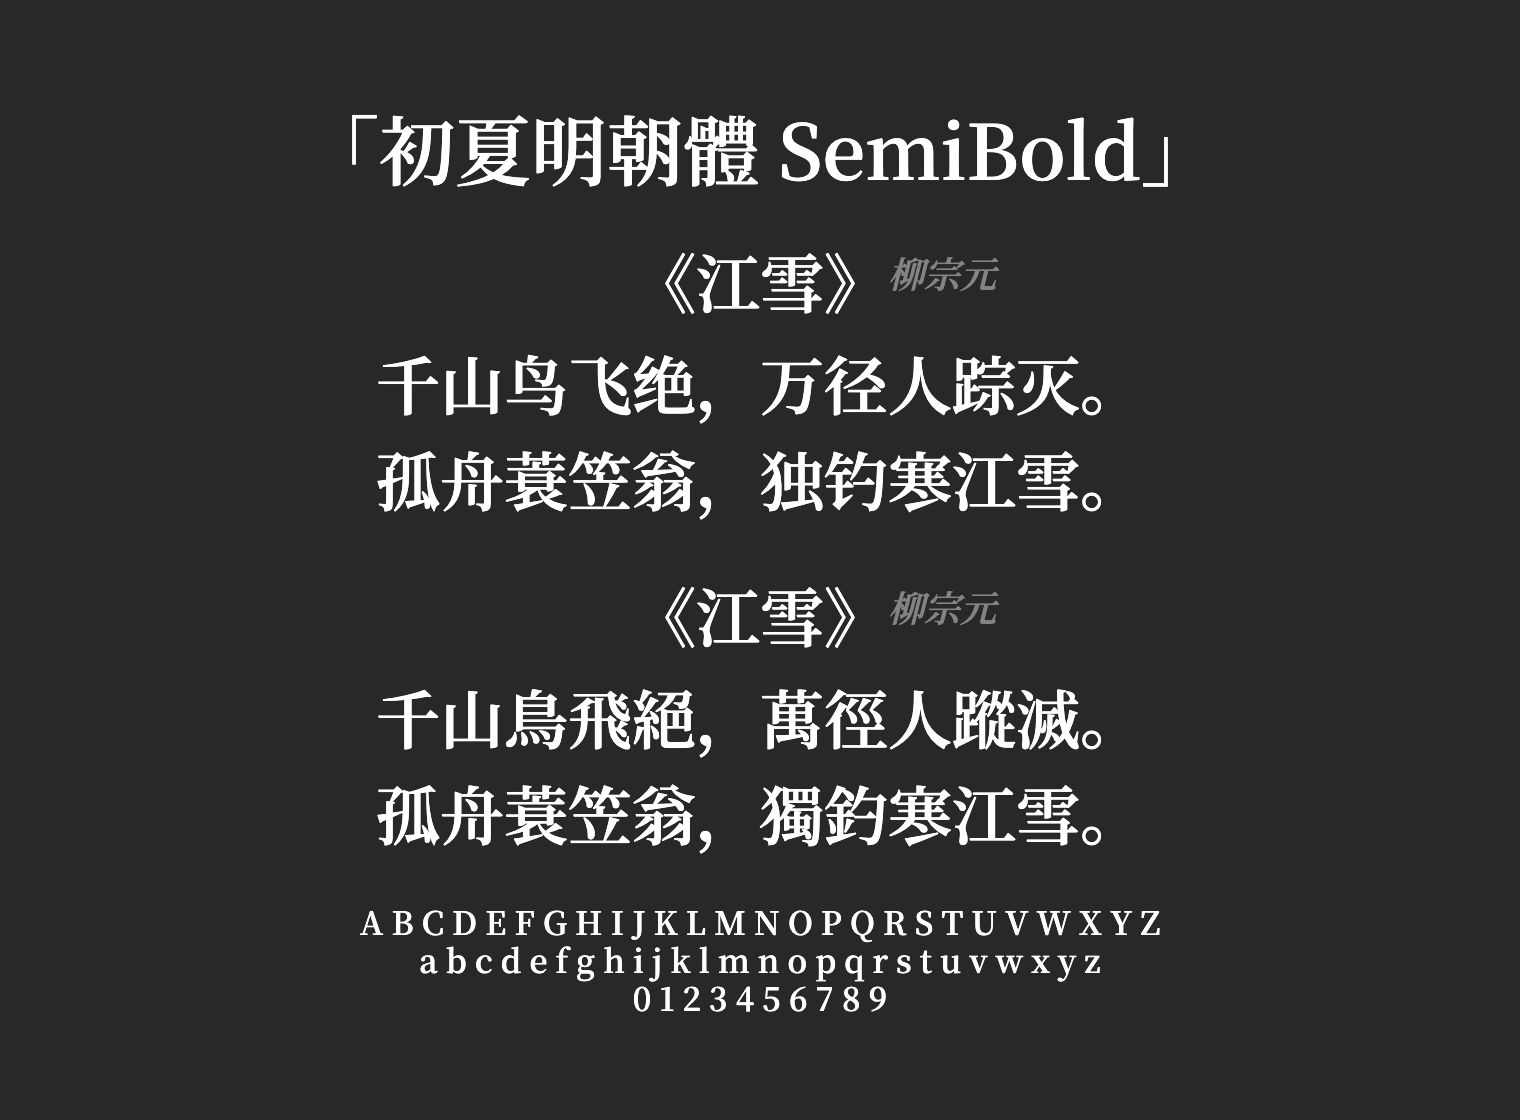 「初夏明朝體 SemiBold」
《江雪》 柳宗元
千山鸟飞绝，万径人踪灭。
孤舟蓑笠翁，独钓寒江雪。
《江雪》 柳宗元
千山鳥飛絕，萬徑人蹤滅。
孤舟蓑笠翁，獨釣寒江雪。
A B C D E F G H I J K L M N O P Q R S T U V W X Y Z
a b c d e f g h i j k l m n o p q r s t u v w x y z
0 1 2 3 4 5 6 7 8 9